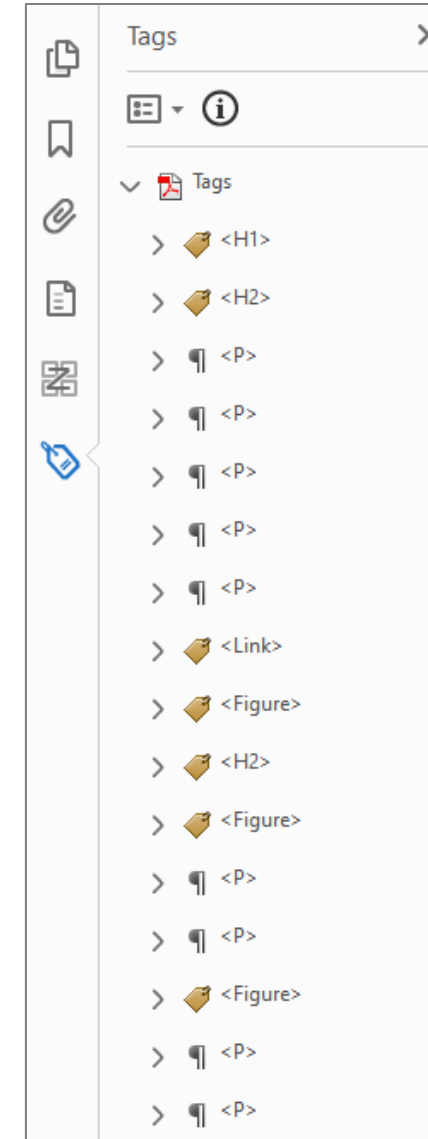 Tags
Tags
<H1>
<H2>
<P>
<P>
<P>
<P>
<P>
<Link>
<Figure>
<H2>
<Figure>
<P>
<P>
<Figure>
<P>
<P>